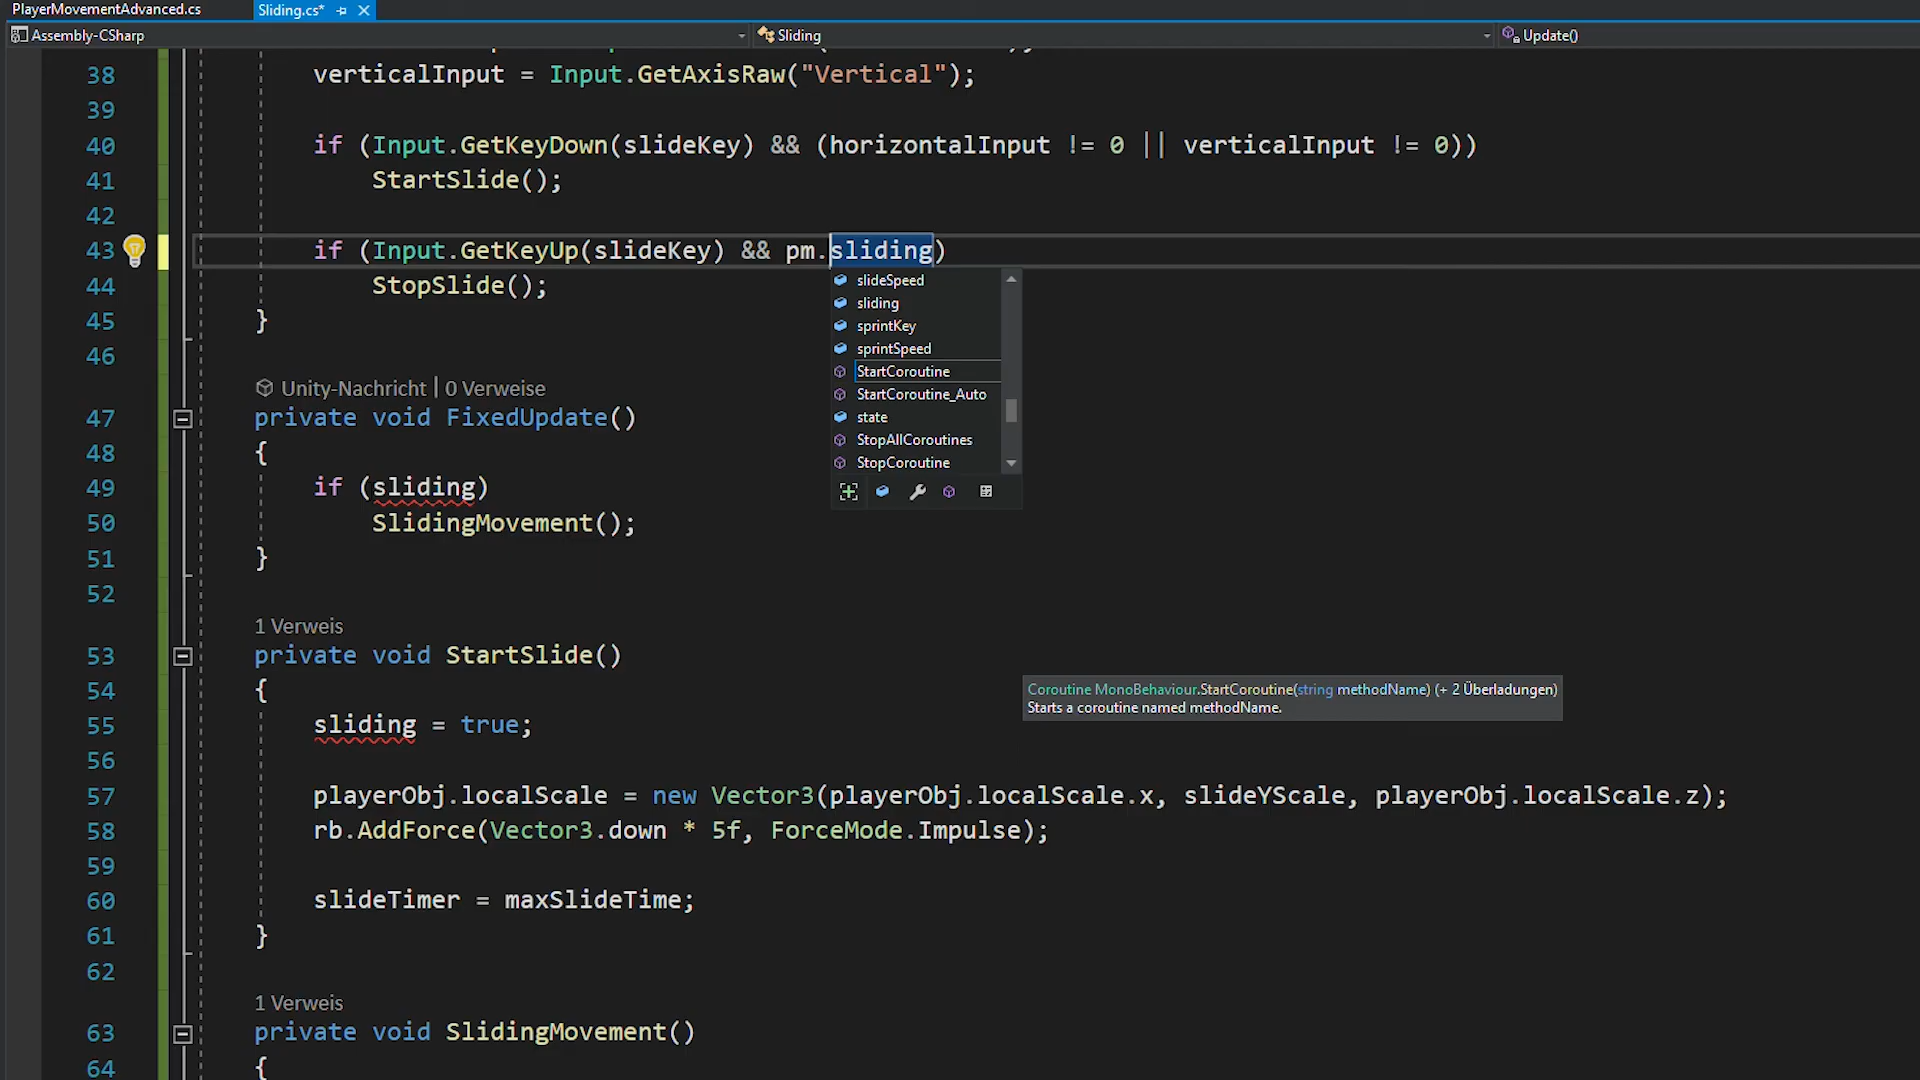 PlayerMovementAdvanced.cs
Sliding.cs*
Assembly-CSharp
Sliding
Update()
38 verticalInput = Input.GetAxisRaw("Vertical");
39
40 if (Input.GetKeyDown(slideKey) && (horizontalInput != 0 || verticalInput != 0))
41 StartSlide();
42
43 if (Input.GetKeyUp(slideKey) && pm.sliding)
44 StopSlide();
45 }
46
slideSpeed
sliding
sprintKey
sprintSpeed
StartCoroutine
StartCoroutine_Auto
state
StopAllCoroutines
StopCoroutine
Unity-Nachricht | 0 Verweise
47 private void FixedUpdate()
48 {
49 if (sliding)
50 SlidingMovement();
51 }
52
1 Verweis
53 private void StartSlide()
54 {
Coroutine MonoBehaviour.StartCoroutine(string methodName) (+ 2 Überladungen)
Starts a coroutine named methodName.
55 sliding = true;
56
57 playerObj.localScale = new Vector3(playerObj.localScale.x, slideYScale, playerObj.localScale.z);
58 rb.AddForce(Vector3.down * 5f, ForceMode.Impulse);
59
60 slideTimer = maxSlideTime;
61 }
62
1 Verweis
63 private void SlidingMovement()
64 {